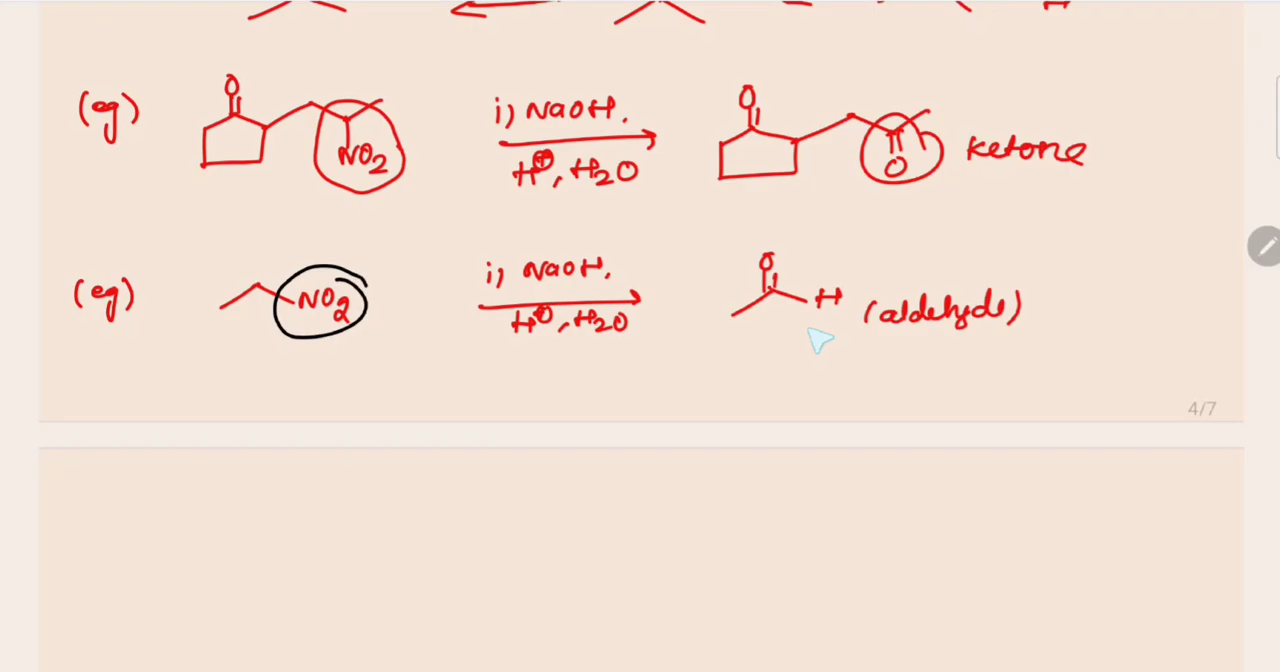 (eg) O NO2 i) NaOH. H⊕, H2O O O ketone
(eg) NO2 i) NaOH. H⊕, H2O O H (aldehyde)
4/7